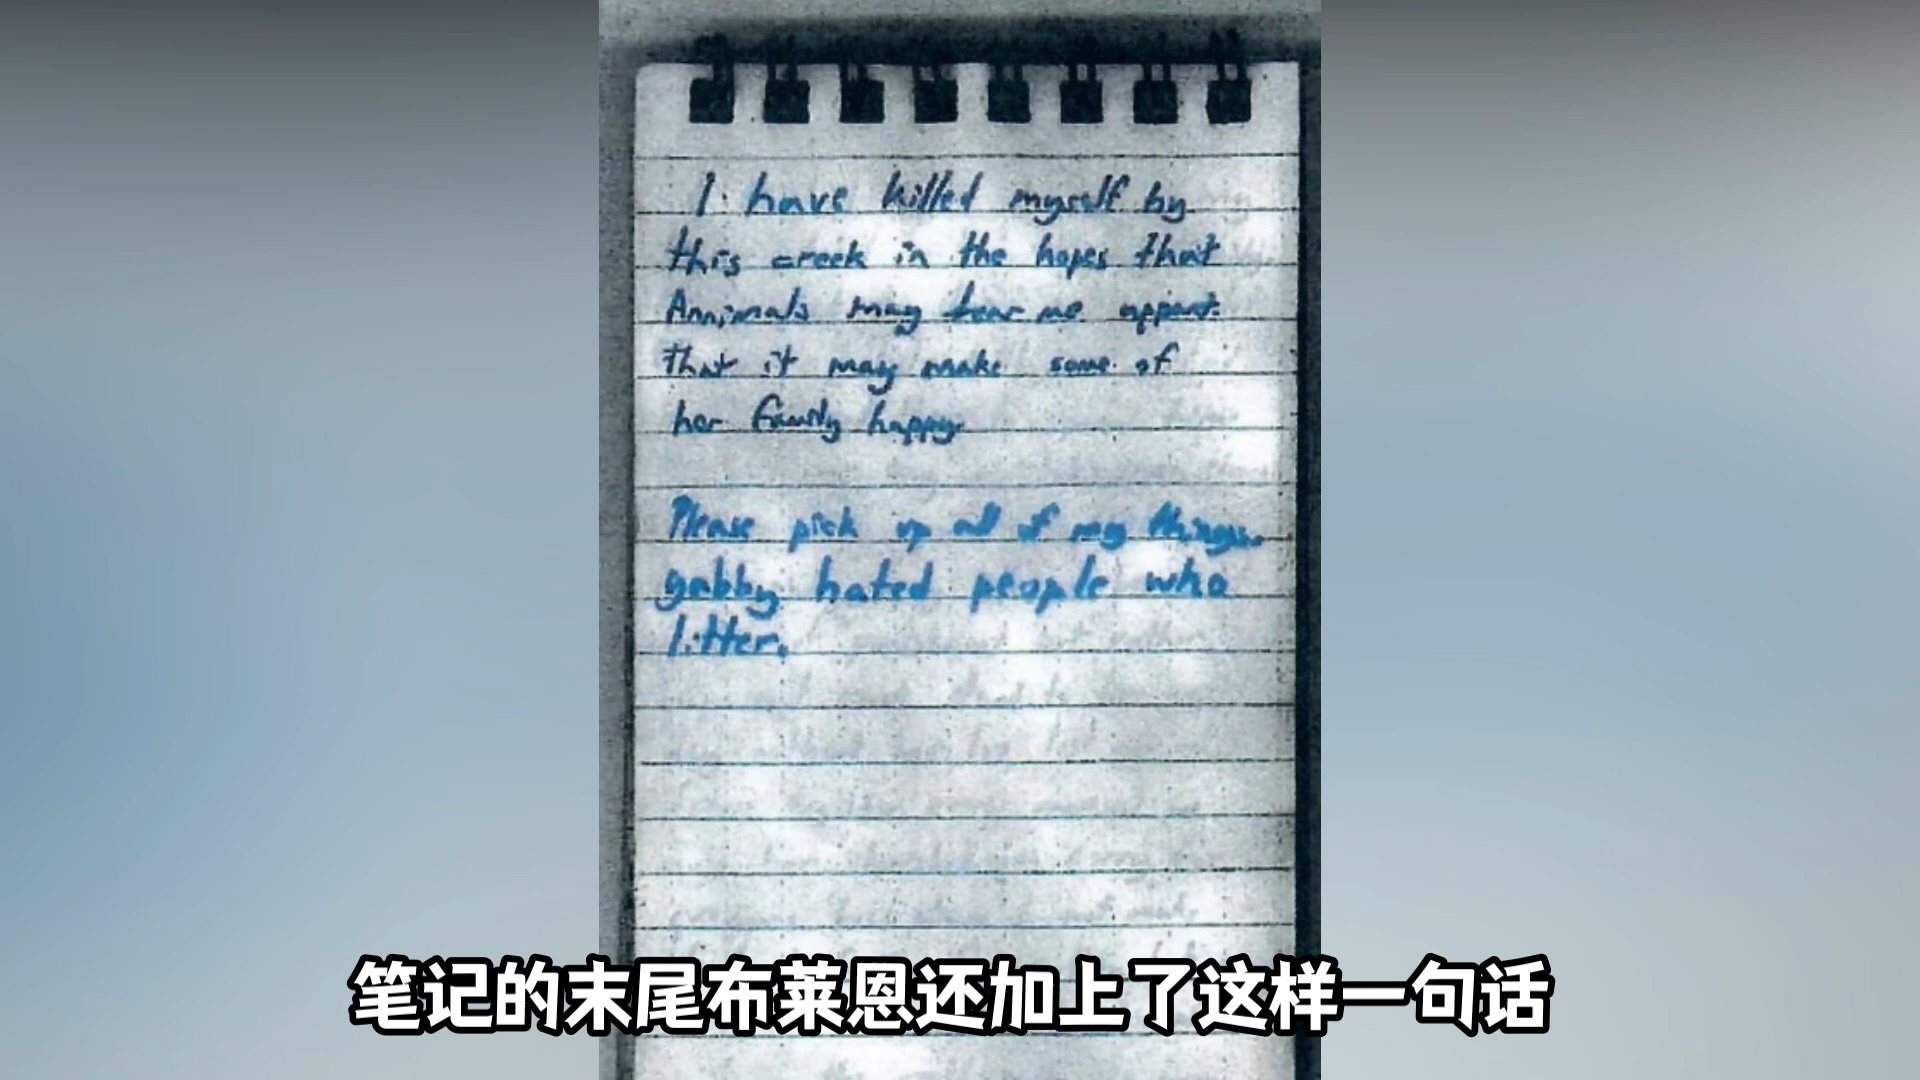 I have killed myself by
this creek in the hopes that
Animals may tear me appart.
that it may make some of
her family happy.
Please pick up all of my things.
gabby hated people who
litter.
笔记的末尾布莱恩还加上了这样一句话